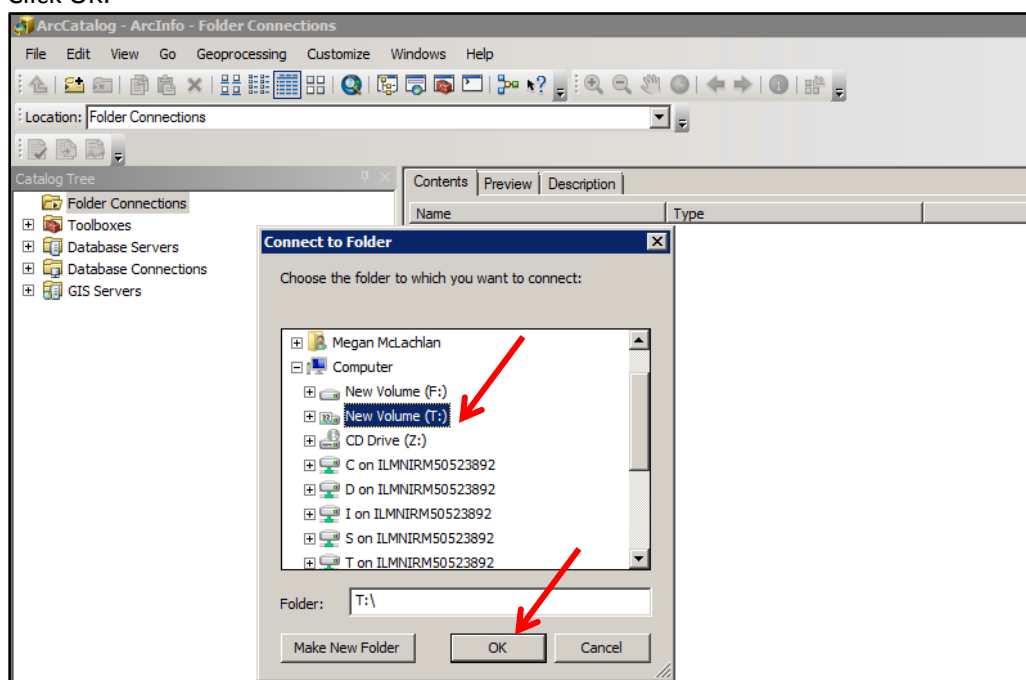 Click OK.
ArcCatalog - ArcInfo - Folder Connections
File Edit View Go Geoprocessing Customize Windows Help
Location: Folder Connections
Catalog Tree
Folder Connections
Toolboxes
Database Servers
Database Connections
GIS Servers
Contents Preview Description
Name Type
Connect to Folder
Choose the folder to which you want to connect:
Megan McLachlan
Computer
New Volume (F:)
New Volume (T:)
CD Drive (Z:)
C on ILMNIRM50523892
D on ILMNIRM50523892
I on ILMNIRM50523892
S on ILMNIRM50523892
T on ILMNIRM50523892
Folder: T:\
Make New Folder OK Cancel